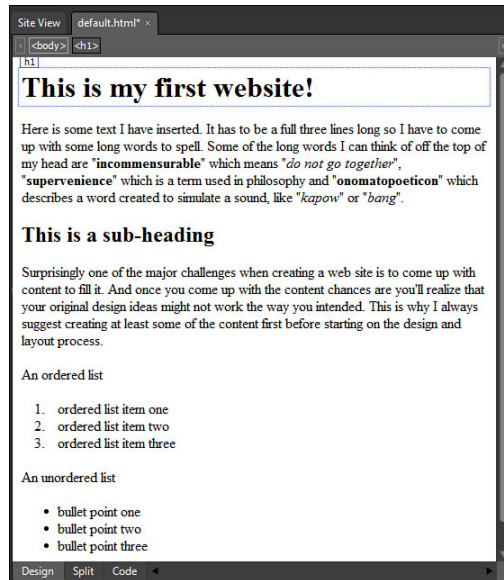 Site View default.html* ×
<body> <h1>
h1
This is my first website!
Here is some text I have inserted. It has to be a full three lines long so I have to come
up with some long words to spell. Some of the long words I can think of off the top of
my head are "incommensurable" which means "do not go together",
"supervenience" which is a term used in philosophy and "onomatopoeticon" which
describes a word created to simulate a sound, like "kapow" or "bang".
This is a sub-heading
Surprisingly one of the major challenges when creating a web site is to come up with
content to fill it. And once you come up with the content chances are you'll realize that
your original design ideas might not work the way you intended. This is why I always
suggest creating at least some of the content first before starting on the design and
layout process.
An ordered list
1. ordered list item one
2. ordered list item two
3. ordered list item three
An unordered list
• bullet point one
• bullet point two
• bullet point three
Design Split Code